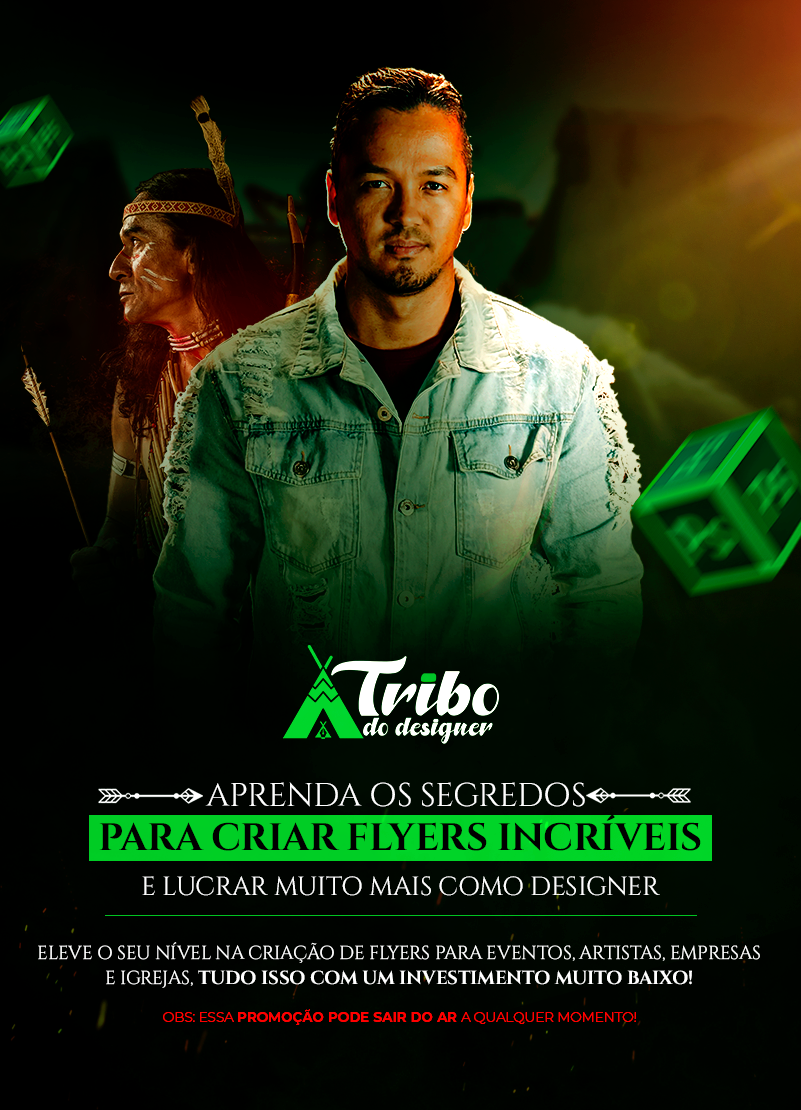 Tribo
do designer
APRENDA OS SEGREDOS
PARA CRIAR FLYERS INCRÍVEIS
E LUCRAR MUITO MAIS COMO DESIGNER
ELEVE O SEU NÍVEL NA CRIAÇÃO DE FLYERS PARA EVENTOS, ARTISTAS, EMPRESAS
E IGREJAS, TUDO ISSO COM UM INVESTIMENTO MUITO BAIXO!
OBS: ESSA PROMOÇÃO PODE SAIR DO AR A QUALQUER MOMENTO!